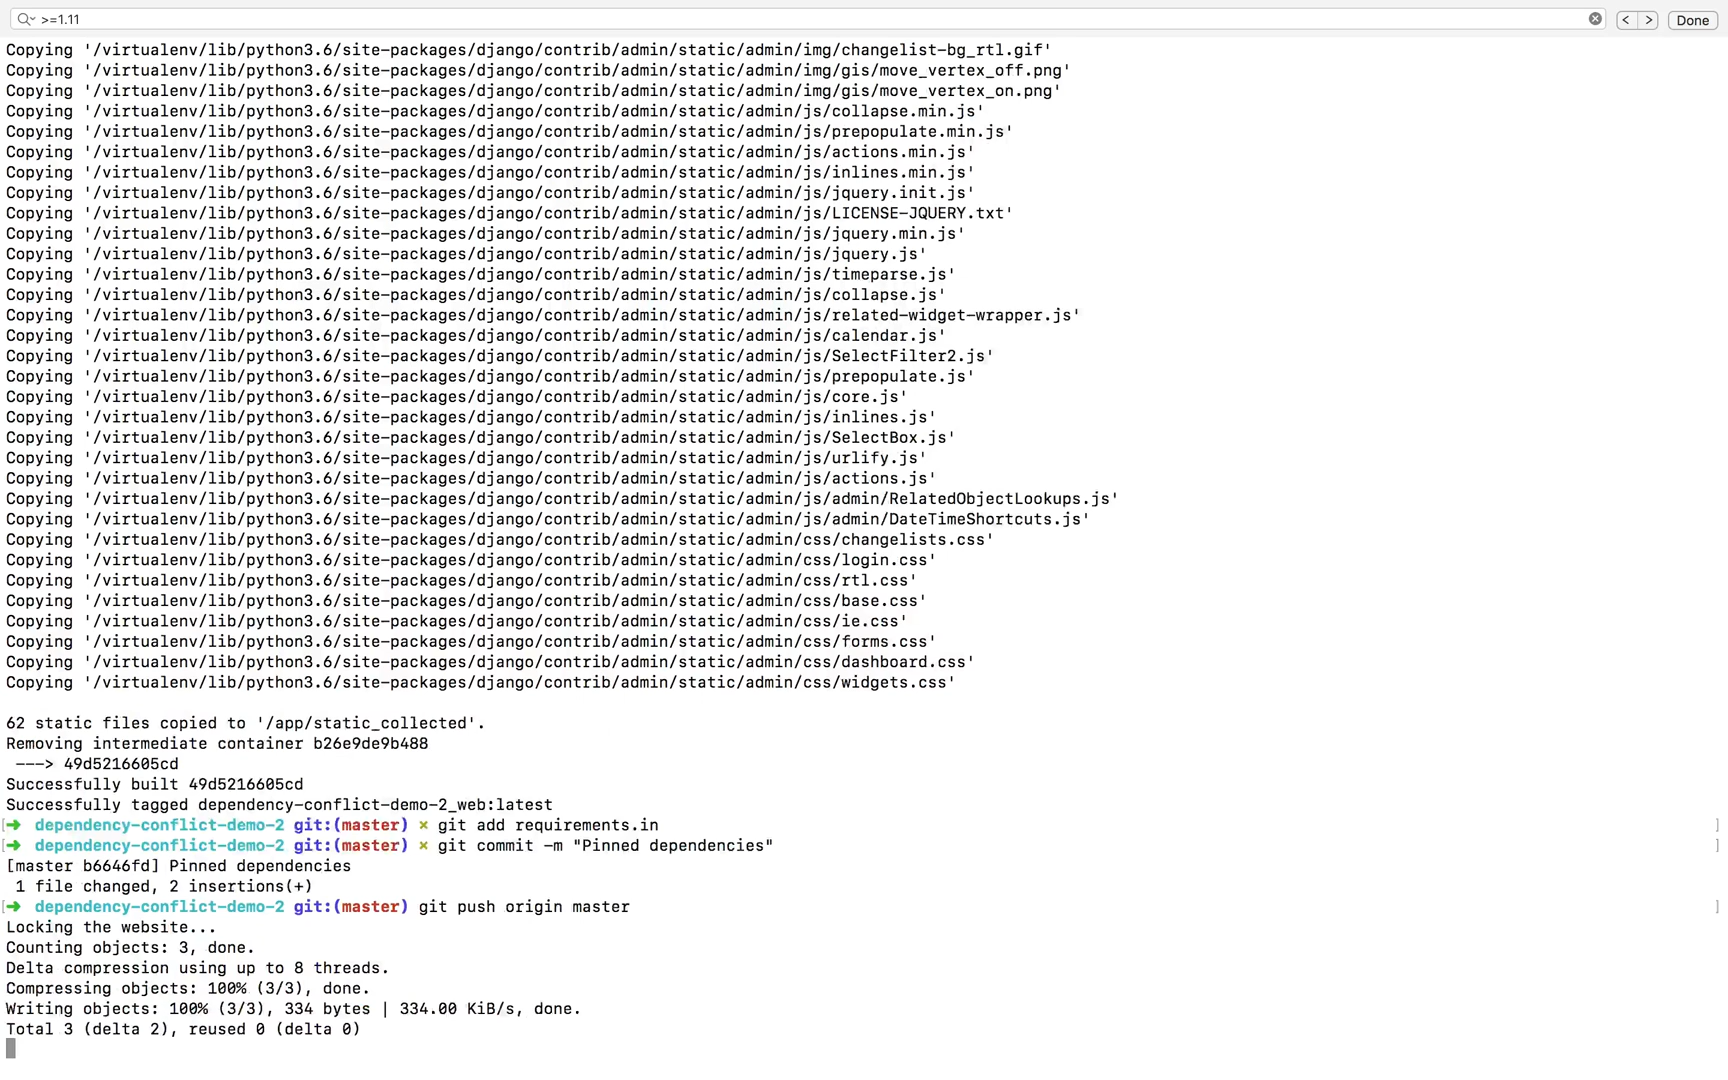 >=1.11
< > Done
Copying '/virtualenv/lib/python3.6/site-packages/django/contrib/admin/static/admin/img/changelist-bg_rtl.gif'
Copying '/virtualenv/lib/python3.6/site-packages/django/contrib/admin/static/admin/img/gis/move_vertex_off.png'
Copying '/virtualenv/lib/python3.6/site-packages/django/contrib/admin/static/admin/img/gis/move_vertex_on.png'
Copying '/virtualenv/lib/python3.6/site-packages/django/contrib/admin/static/admin/js/collapse.min.js'
Copying '/virtualenv/lib/python3.6/site-packages/django/contrib/admin/static/admin/js/prepopulate.min.js'
Copying '/virtualenv/lib/python3.6/site-packages/django/contrib/admin/static/admin/js/actions.min.js'
Copying '/virtualenv/lib/python3.6/site-packages/django/contrib/admin/static/admin/js/inlines.min.js'
Copying '/virtualenv/lib/python3.6/site-packages/django/contrib/admin/static/admin/js/jquery.init.js'
Copying '/virtualenv/lib/python3.6/site-packages/django/contrib/admin/static/admin/js/LICENSE-JQUERY.txt'
Copying '/virtualenv/lib/python3.6/site-packages/django/contrib/admin/static/admin/js/jquery.min.js'
Copying '/virtualenv/lib/python3.6/site-packages/django/contrib/admin/static/admin/js/jquery.js'
Copying '/virtualenv/lib/python3.6/site-packages/django/contrib/admin/static/admin/js/timeparse.js'
Copying '/virtualenv/lib/python3.6/site-packages/django/contrib/admin/static/admin/js/collapse.js'
Copying '/virtualenv/lib/python3.6/site-packages/django/contrib/admin/static/admin/js/related-widget-wrapper.js'
Copying '/virtualenv/lib/python3.6/site-packages/django/contrib/admin/static/admin/js/calendar.js'
Copying '/virtualenv/lib/python3.6/site-packages/django/contrib/admin/static/admin/js/SelectFilter2.js'
Copying '/virtualenv/lib/python3.6/site-packages/django/contrib/admin/static/admin/js/prepopulate.js'
Copying '/virtualenv/lib/python3.6/site-packages/django/contrib/admin/static/admin/js/core.js'
Copying '/virtualenv/lib/python3.6/site-packages/django/contrib/admin/static/admin/js/inlines.js'
Copying '/virtualenv/lib/python3.6/site-packages/django/contrib/admin/static/admin/js/SelectBox.js'
Copying '/virtualenv/lib/python3.6/site-packages/django/contrib/admin/static/admin/js/urlify.js'
Copying '/virtualenv/lib/python3.6/site-packages/django/contrib/admin/static/admin/js/actions.js'
Copying '/virtualenv/lib/python3.6/site-packages/django/contrib/admin/static/admin/js/admin/RelatedObjectLookups.js'
Copying '/virtualenv/lib/python3.6/site-packages/django/contrib/admin/static/admin/js/admin/DateTimeShortcuts.js'
Copying '/virtualenv/lib/python3.6/site-packages/django/contrib/admin/static/admin/css/changelists.css'
Copying '/virtualenv/lib/python3.6/site-packages/django/contrib/admin/static/admin/css/login.css'
Copying '/virtualenv/lib/python3.6/site-packages/django/contrib/admin/static/admin/css/rtl.css'
Copying '/virtualenv/lib/python3.6/site-packages/django/contrib/admin/static/admin/css/base.css'
Copying '/virtualenv/lib/python3.6/site-packages/django/contrib/admin/static/admin/css/ie.css'
Copying '/virtualenv/lib/python3.6/site-packages/django/contrib/admin/static/admin/css/forms.css'
Copying '/virtualenv/lib/python3.6/site-packages/django/contrib/admin/static/admin/css/dashboard.css'
Copying '/virtualenv/lib/python3.6/site-packages/django/contrib/admin/static/admin/css/widgets.css'
62 static files copied to '/app/static_collected'.
Removing intermediate container b26e9de9b488
---> 49d5216605cd
Successfully built 49d5216605cd
Successfully tagged dependency-conflict-demo-2_web:latest
[➜ dependency-conflict-demo-2 git:(master) × git add requirements.in ]
[➜ dependency-conflict-demo-2 git:(master) × git commit -m "Pinned dependencies" ]
[master b6646fd] Pinned dependencies
1 file changed, 2 insertions(+)
[➜ dependency-conflict-demo-2 git:(master) git push origin master ]
Locking the website...
Counting objects: 3, done.
Delta compression using up to 8 threads.
Compressing objects: 100% (3/3), done.
Writing objects: 100% (3/3), 334 bytes | 334.00 KiB/s, done.
Total 3 (delta 2), reused 0 (delta 0)